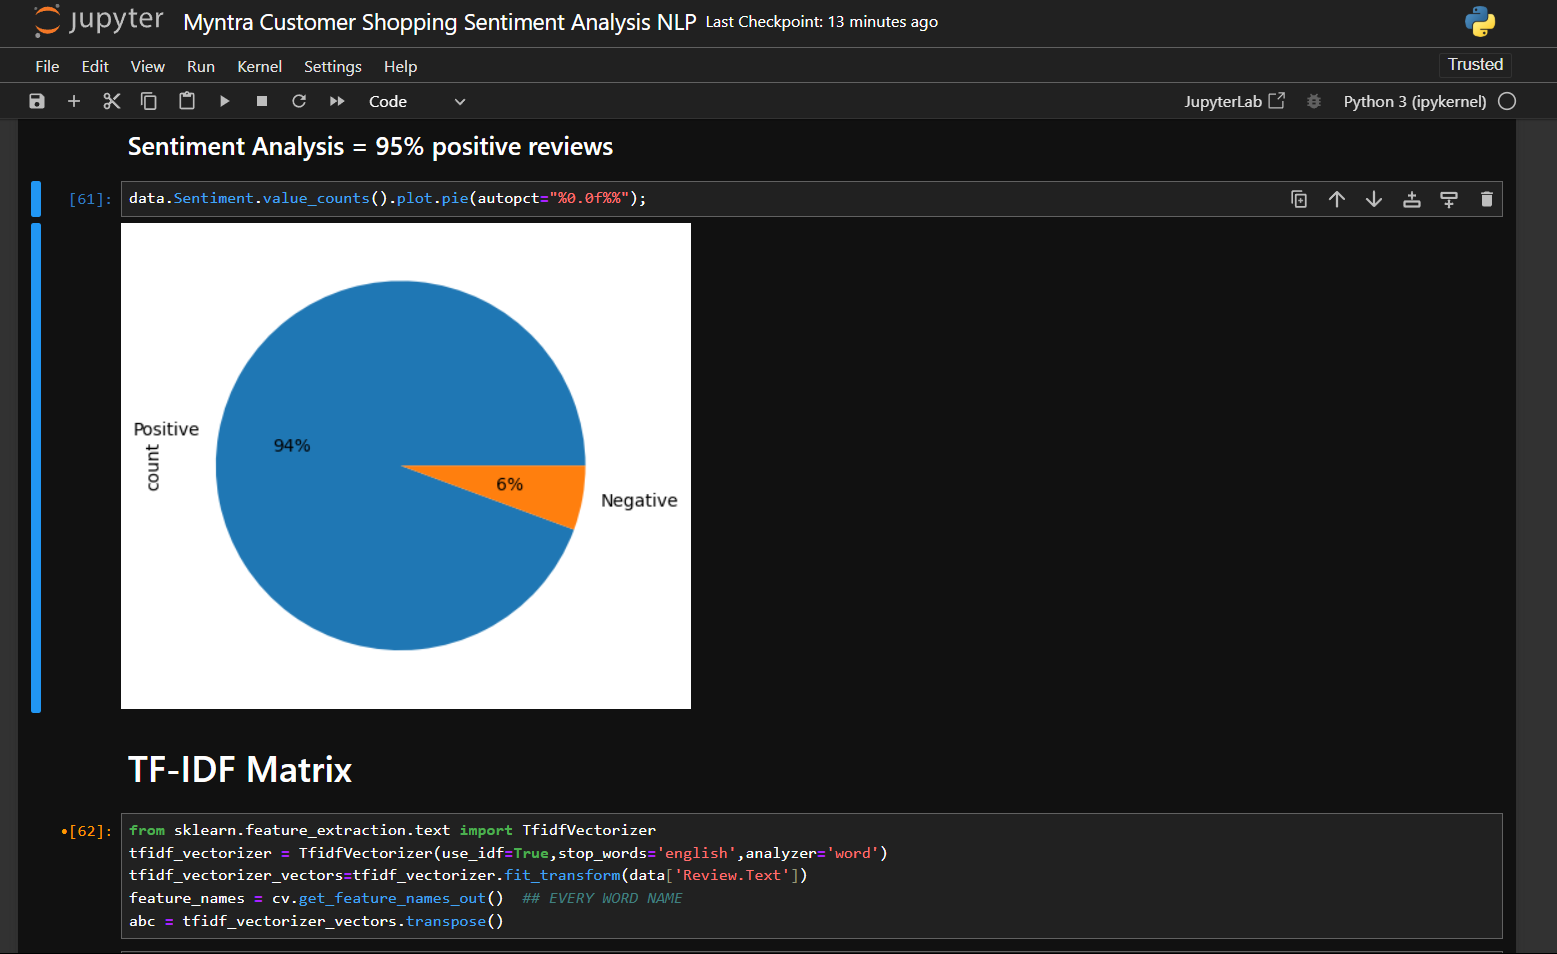 jupyter Myntra Customer Shopping Sentiment Analysis NLP Last Checkpoint: 13 minutes ago
File Edit View Run Kernel Settings Help Trusted
Code JupyterLab Python 3 (ipykernel)
Sentiment Analysis = 95% positive reviews
[61]: data.Sentiment.value_counts().plot.pie(autopct="%0.0f%%");
Positive
count
94%
6%
Negative
TF-IDF Matrix
•[62]: from sklearn.feature_extraction.text import TfidfVectorizer
tfidf_vectorizer = TfidfVectorizer(use_idf=True,stop_words='english',analyzer='word')
tfidf_vectorizer_vectors=tfidf_vectorizer.fit_transform(data['Review.Text'])
feature_names = cv.get_feature_names_out()  ## EVERY WORD NAME
abc = tfidf_vectorizer_vectors.transpose()